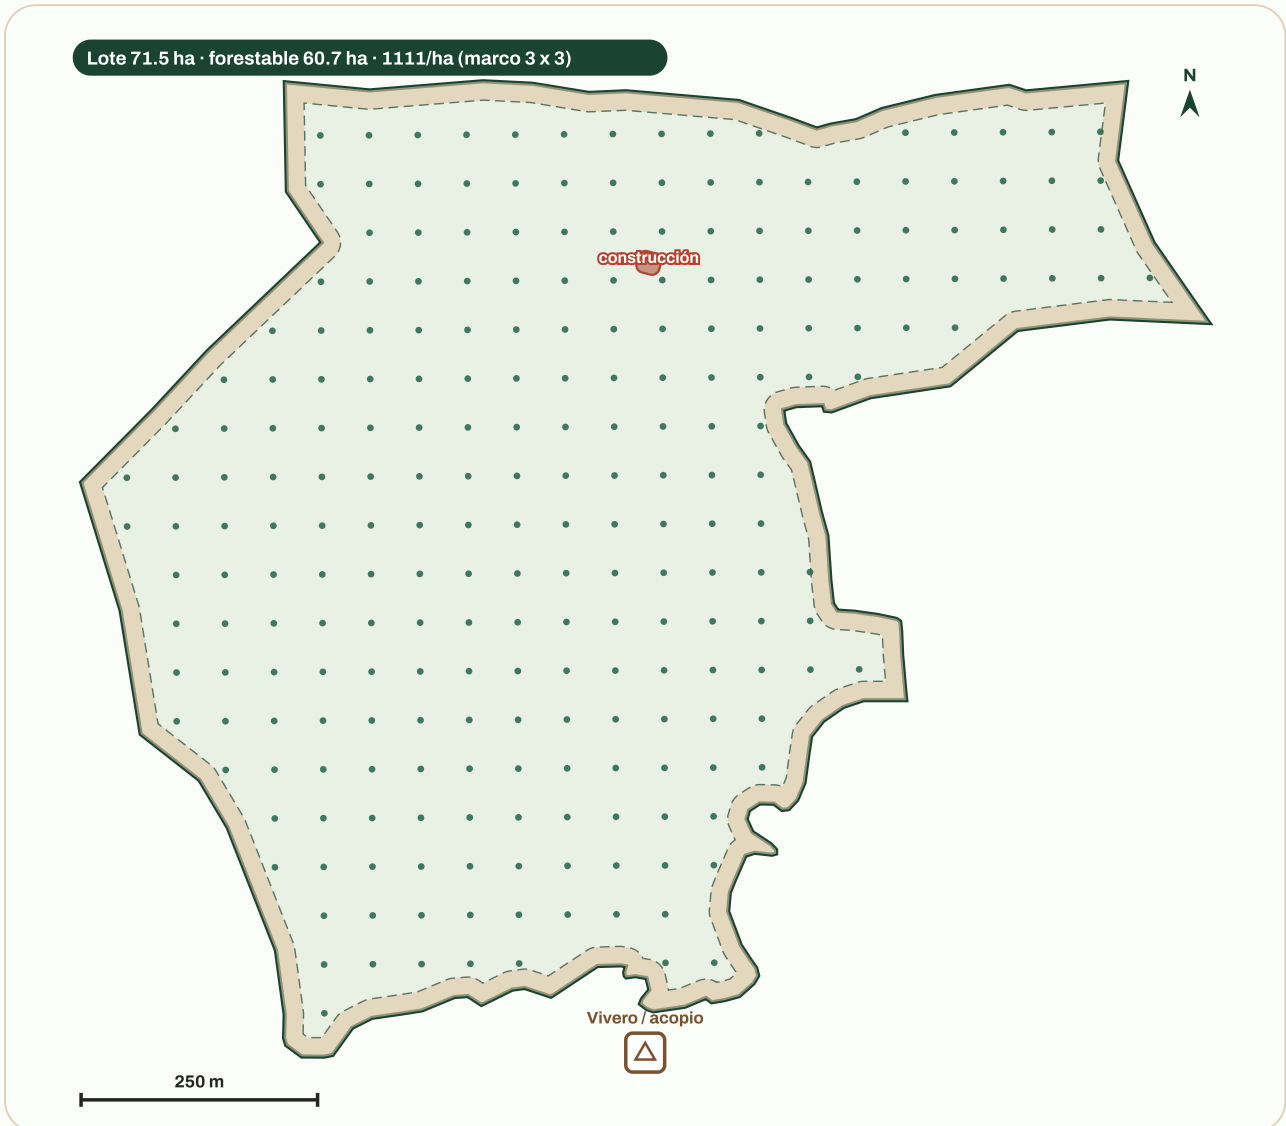 Lote 71.5 ha · forestable 60.7 ha · 1111/ha (marco 3 x 3)
N
construcción
Vivero / acopio
250 m